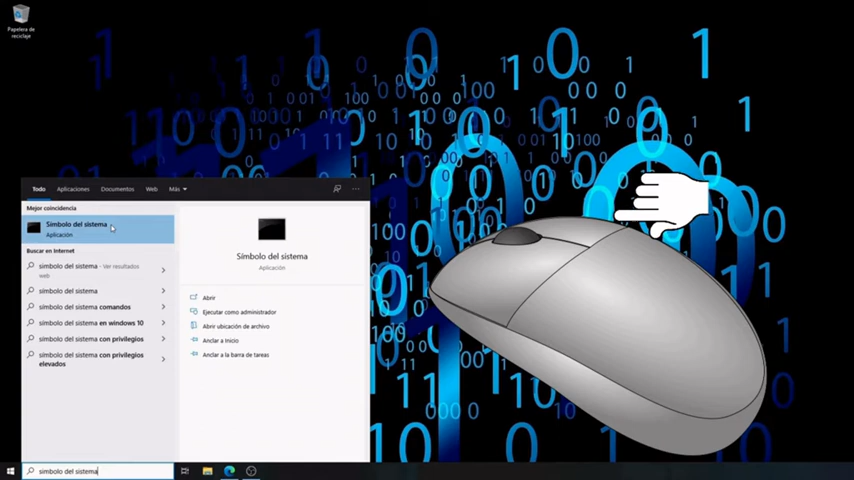 Papelera de
reciclaje
Todo Aplicaciones Documentos Web Más
Mejor coincidencia
Símbolo del sistema
Aplicación
Buscar en Internet
símbolo del sistema - Ver resultados
web
símbolo del sistema
símbolo del sistema comandos
símbolo del sistema en windows 10
símbolo del sistema con privilegios
símbolo del sistema con privilegios
elevados
Símbolo del sistema
Aplicación
Abrir
Ejecutar como administrador
Abrir ubicación de archivo
Anclar a Inicio
Anclar a la barra de tareas
símbolo del sistema